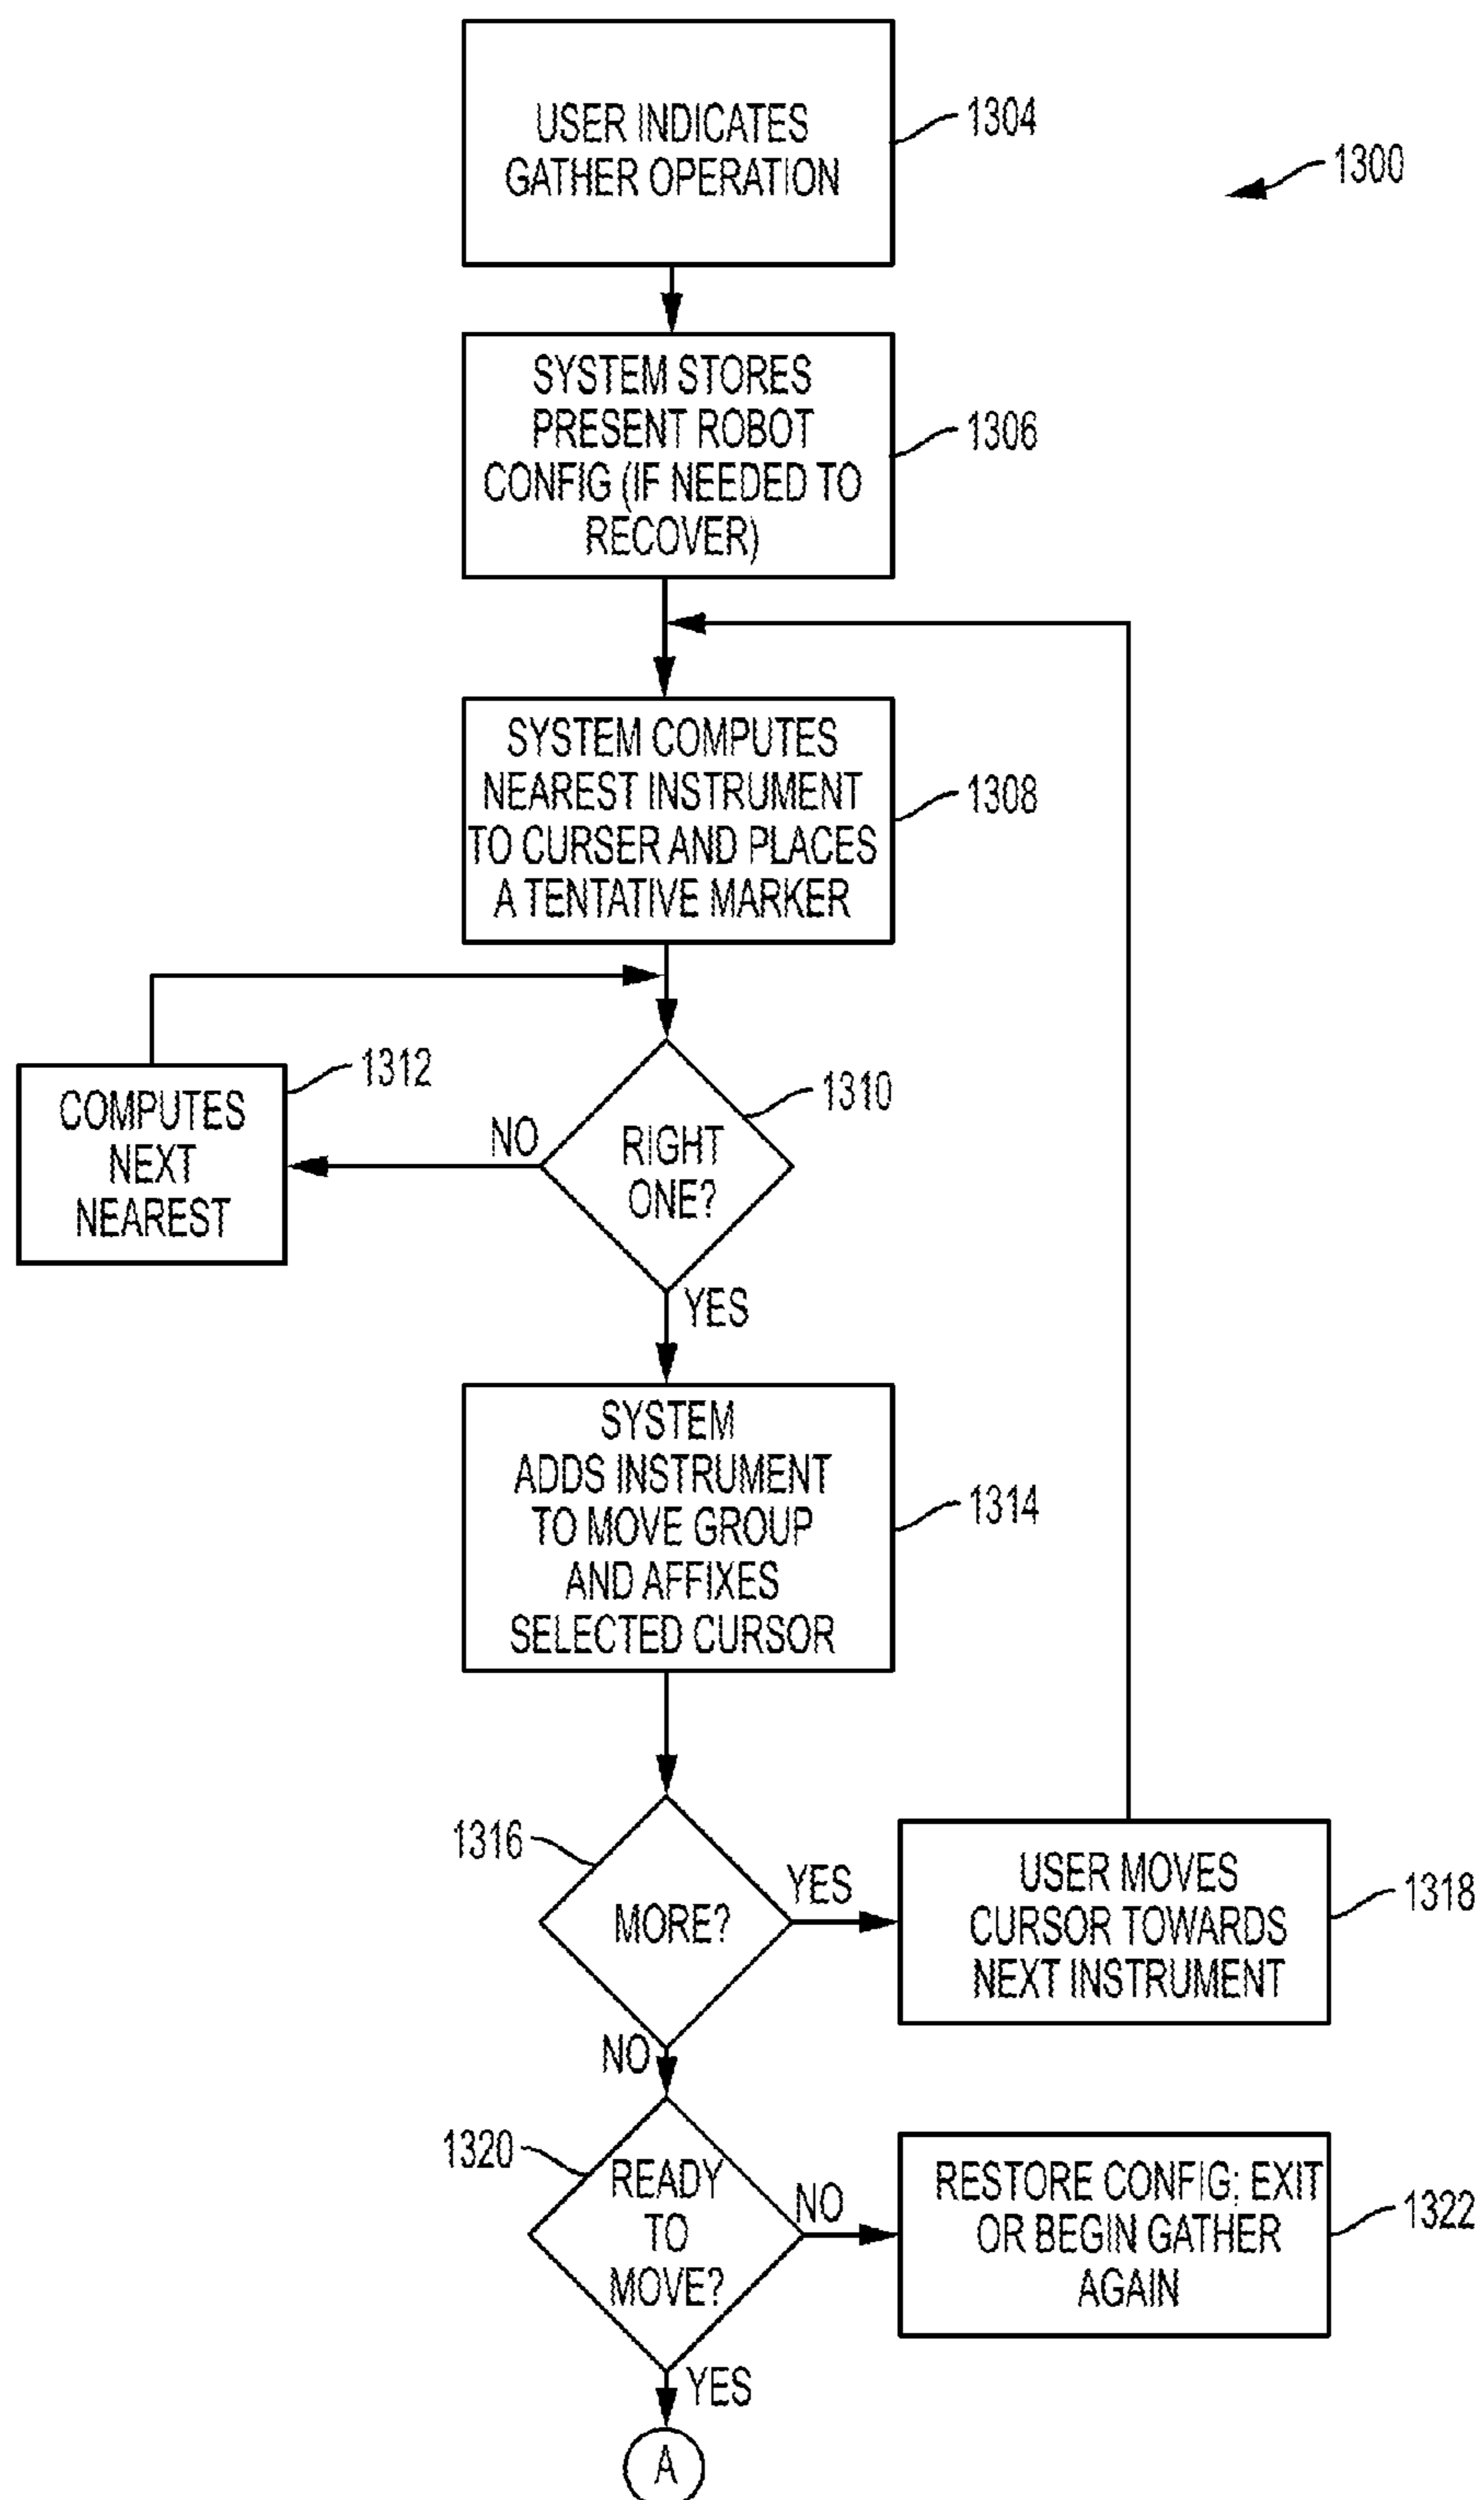 USER INDICATES
GATHER OPERATION
1304
1300
SYSTEM STORES
PRESENT ROBOT
CONFIG (IF NEEDED TO
RECOVER)
1306
SYSTEM COMPUTES
NEAREST INSTRUMENT
TO CURSER AND PLACES
A TENTATIVE MARKER
1308
COMPUTES
NEXT
NEAREST
1312
NO
RIGHT
ONE?
1310
YES
SYSTEM
ADDS INSTRUMENT
TO MOVE GROUP
AND AFFIXES
SELECTED CURSOR
1314
1316
MORE?
YES
USER MOVES
CURSOR TOWARDS
NEXT INSTRUMENT
1318
NO
1320
READY
TO
MOVE?
NO
RESTORE CONFIG; EXIT
OR BEGIN GATHER
AGAIN
1322
YES
A